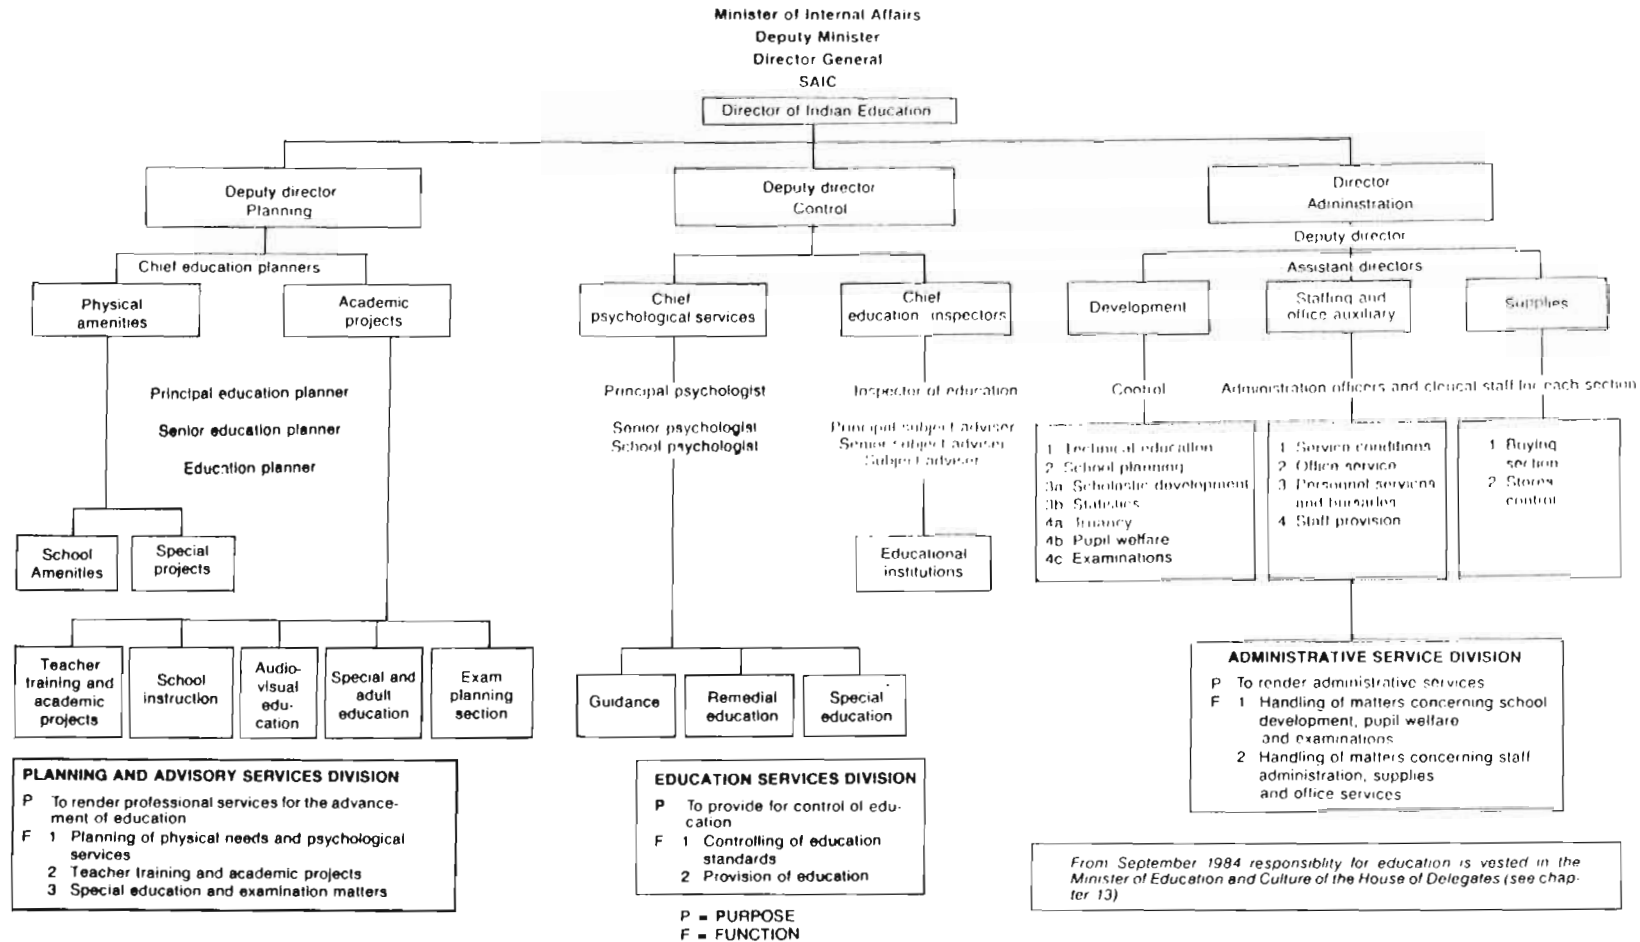 Minister of Internal Affairs
Deputy Minister
Director General
SAIC
Director of Indian Education
Deputy director
Planning
Deputy director
Control
Director
Administration
Deputy director
Chief education planners
Assistant directors
Physical
amenities
Academic
projects
Chief
psychological services
Chief
education inspectors
Development
Staffing and
office auxiliary
Supplies
Principal education planner
Senior education planner
Education planner
Principal psychologist
Senior psychologist
School psychologist
Inspector of education
Principal subject adviser
Senior subject adviser
Subject adviser
Control
Administration officers and clerical staff for each section
1 Technical education
2 School planning
3a Scholastic development
3b Statistics
4a Truancy
4b Pupil welfare
4c Examinations
1 Service conditions
2 Office service
3 Personnel services
and bursaries
4 Staff provision
1 Buying
section
2 Stores
control
School
Amenities
Special
projects
Educational
institutions
Teacher
training and
academic
projects
School
instruction
Audio-
visual
edu-
cation
Special and
adult
education
Exam
planning
section
Guidance
Remedial
education
Special
education
PLANNING AND ADVISORY SERVICES DIVISION
P To render professional services for the advance-
ment of education
F 1 Planning of physical needs and psychological
services
2 Teacher training and academic projects
3 Special education and examination matters
EDUCATION SERVICES DIVISION
P To provide for control of edu-
cation
F 1 Controlling of education
standards
2 Provision of education
P = PURPOSE
F = FUNCTION
ADMINISTRATIVE SERVICE DIVISION
P To render administrative services
F 1 Handling of matters concerning school
development, pupil welfare
and examinations
2 Handling of matters concerning staff
administration, supplies
and office services
From September 1984 responsiblity for education is vested in the
Minister of Education and Culture of the House of Delegates (see chap-
ter 13)